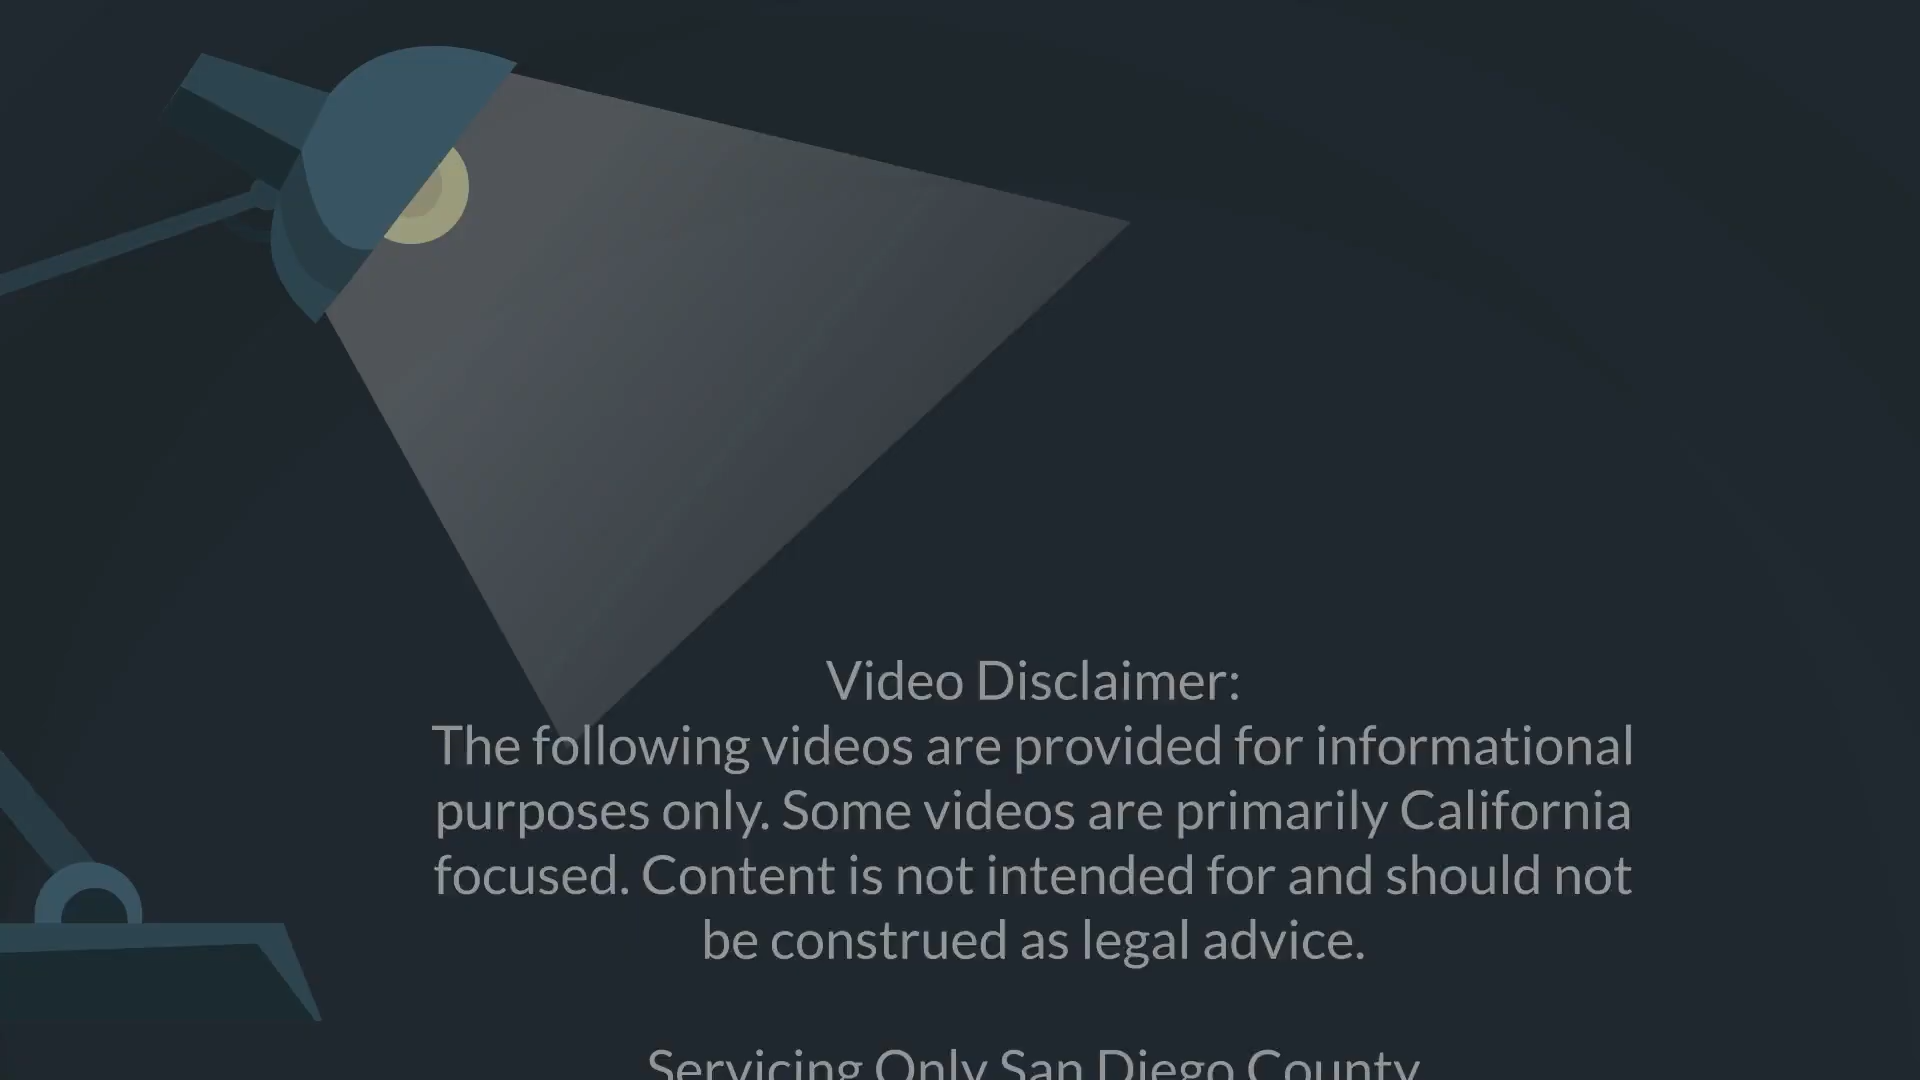 Video Disclaimer:
The following videos are provided for informational
purposes only. Some videos are primarily California
focused. Content is not intended for and should not
be construed as legal advice.
Servicing Only San Diego County